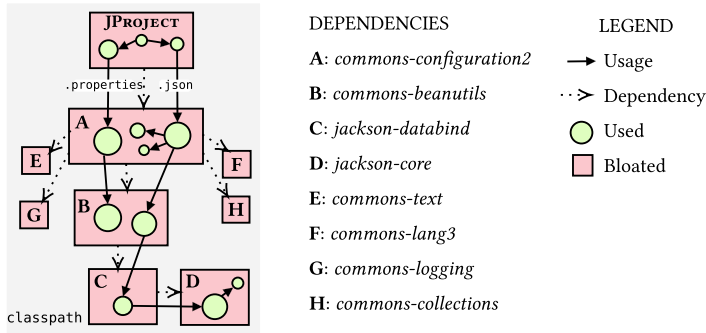 JPROJECT
.properties .json
A
E
F
G
H
B
C
D
classpath
DEPENDENCIES
A: commons-configuration2
B: commons-beanutils
C: jackson-databind
D: jackson-core
E: commons-text
F: commons-lang3
G: commons-logging
H: commons-collections
LEGEND
Usage
Dependency
Used
Bloated